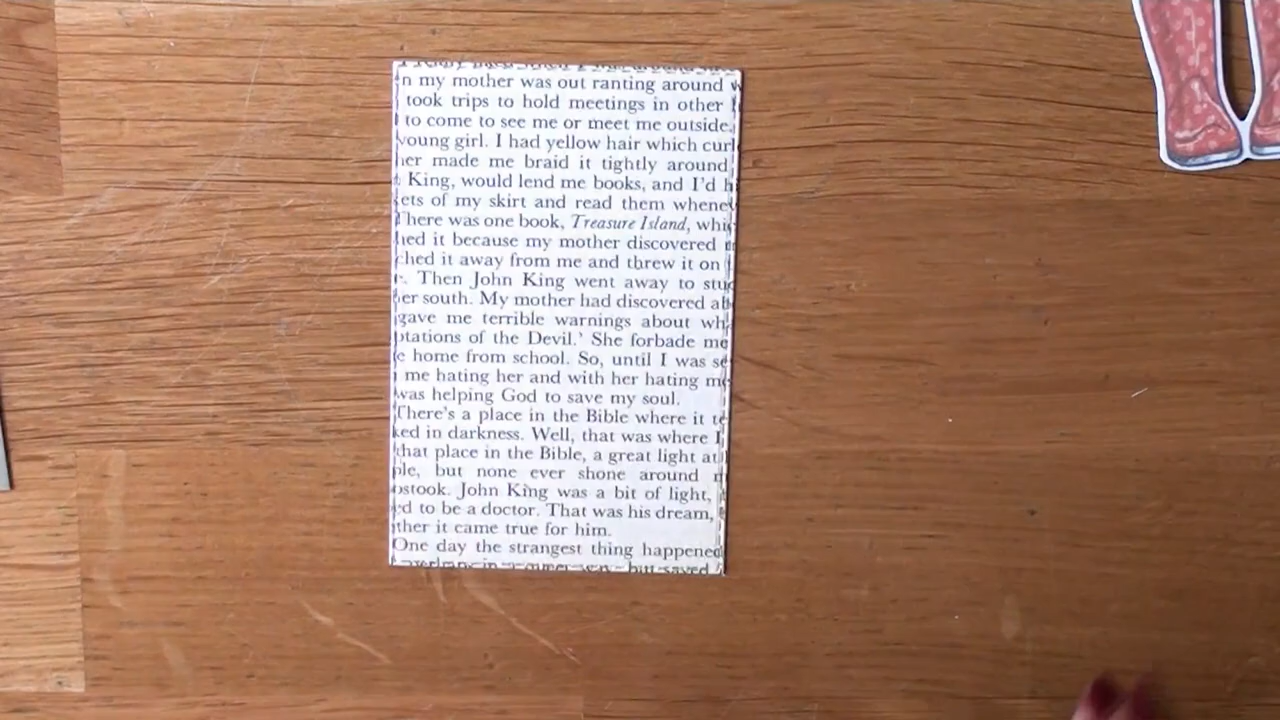 n my mother was out ranting around
took trips to hold meetings in other
to come to see me or meet me outside.
young girl. I had yellow hair which curl
her made me braid it tightly around
King, would lend me books, and I'd h
ets of my skirt and read them whene
There was one book, Treasure Island, whi
hed it because my mother discovered
ched it away from me and threw it on
Then John King went away to stu
er south. My mother had discovered ab
gave me terrible warnings about wh
ptations of the Devil.' She forbade me
e home from school. So, until I was se
me hating her and with her hating me
was helping God to save my soul.
There's a place in the Bible where it te
ked in darkness. Well, that was where I
that place in the Bible, a great light at
ple, but none ever shone around
ostook. John King was a bit of light,
ed to be a doctor. That was his dream,
ther it came true for him.
One day the strangest thing happened
but saved